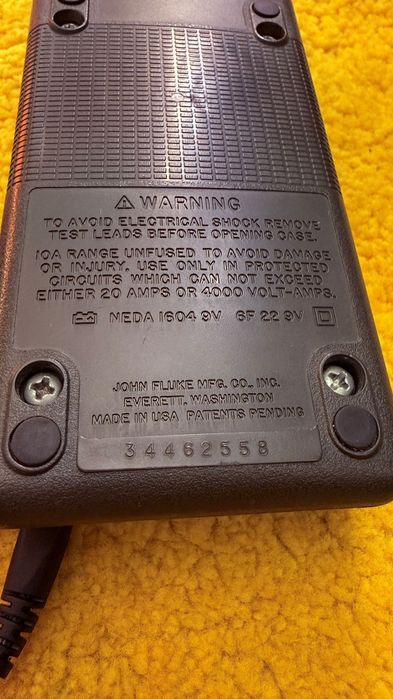 WARNING
TO AVOID ELECTRICAL SHOCK REMOVE
TEST LEADS BEFORE OPENING CASE.
10A RANGE UNFUSED TO AVOID DAMAGE
OR INJURY. USE ONLY IN PROTECTED
CIRCUITS WHICH CAN NOT EXCEED
EITHER 20 AMPS OR 4000 VOLT-AMPS.
NEDA 1604 9V 6F 22 9V
JOHN FLUKE MFG. CO., INC.
EVERETT, WASHINGTON
MADE IN USA PATENTS PENDING
34462558